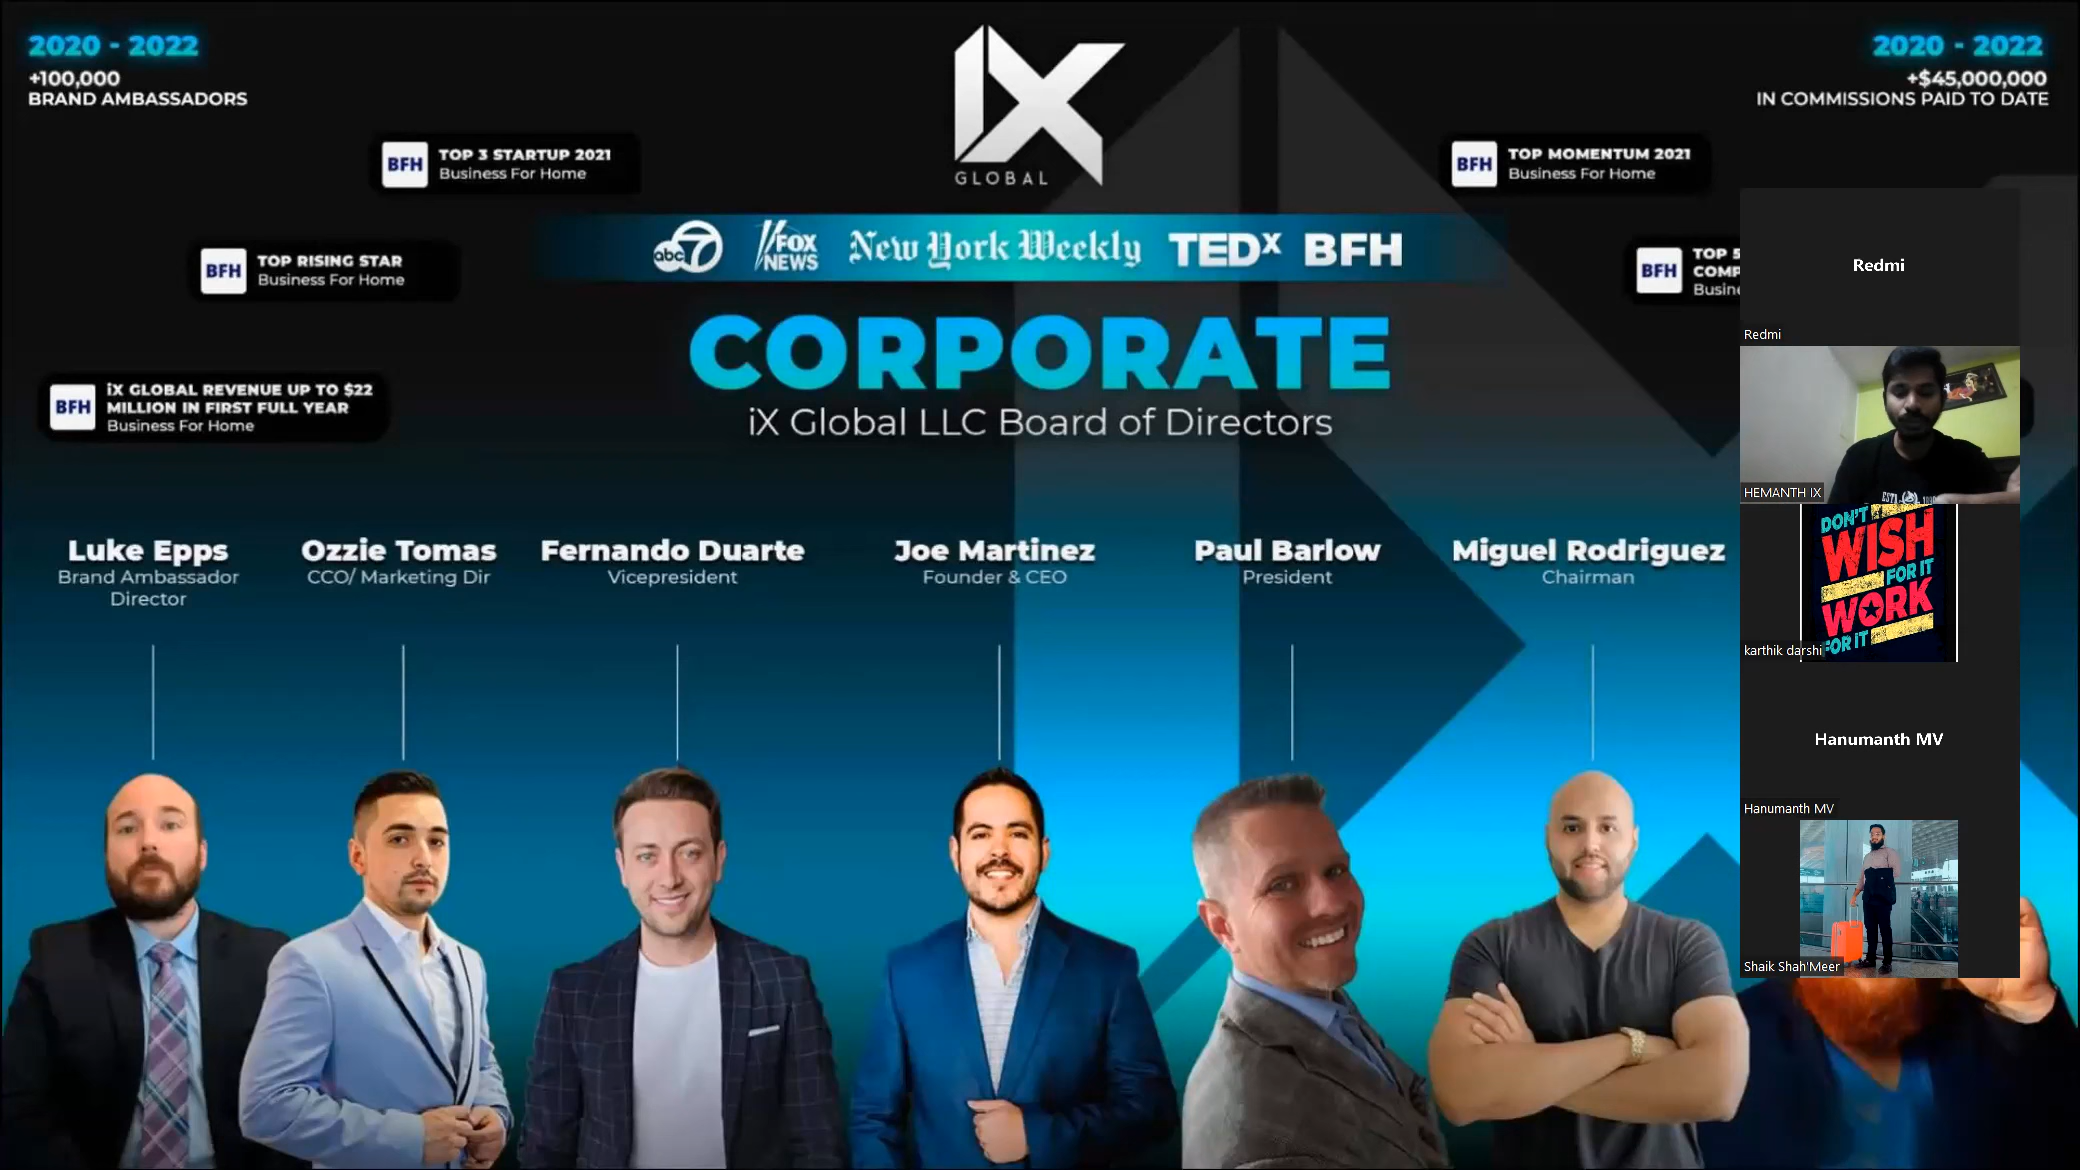 2020 - 2022
+100,000
BRAND AMBASSADORS
iX
GLOBAL
2020 - 2022
+$45,000,000
IN COMMISSIONS PAID TO DATE
BFH
TOP 3 STARTUP 2021
Business For Home
BFH
TOP MOMENTUM 2021
Business For Home
BFH
TOP RISING STAR
Business For Home
abc7
FOX
NEWS
New York Weekly
TEDx
BFH
BFH
TOP 5
COMP
Busine
CORPORATE
iX Global LLC Board of Directors
BFH
iX GLOBAL REVENUE UP TO $22
MILLION IN FIRST FULL YEAR
Business For Home
Luke Epps
Brand Ambassador
Director
Ozzie Tomas
CCO/ Marketing Dir
Fernando Duarte
Vicepresident
Joe Martinez
Founder & CEO
Paul Barlow
President
Miguel Rodriguez
Chairman
Redmi
Redmi
HEMANTH IX
DON'T
WISH
FOR IT
WORK
FOR IT
karthik darshi
Hanumanth MV
Hanumanth MV
Shaik Shah'Meer